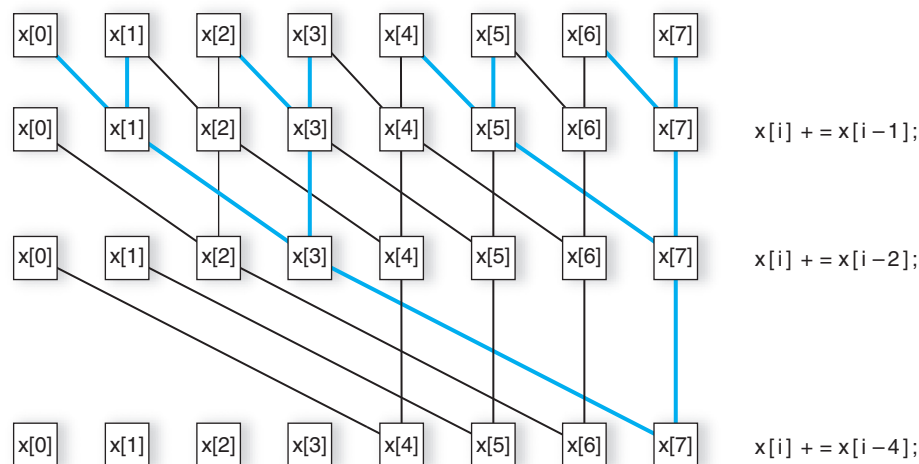 x[0] x[1] x[2] x[3] x[4] x[5] x[6] x[7]
x[0] x[1] x[2] x[3] x[4] x[5] x[6] x[7] x[i] += x[i-1];
x[0] x[1] x[2] x[3] x[4] x[5] x[6] x[7] x[i] += x[i-2];
x[0] x[1] x[2] x[3] x[4] x[5] x[6] x[7] x[i] += x[i-4];